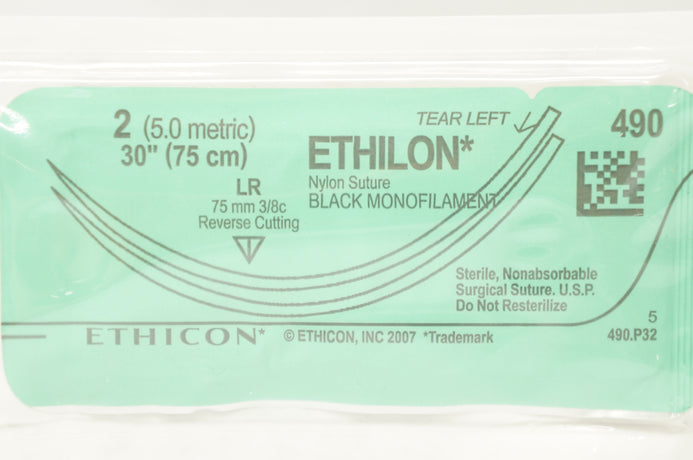 TEAR LEFT
2 (5.0 metric)
30" (75 cm)
ETHILON*
490
LR
75 mm 3/8c
Reverse Cutting
Nylon Suture
BLACK MONOFILAMENT
Sterile, Nonabsorbable
Surgical Suture. U.S.P.
Do Not Resterilize
5
ETHICON* © ETHICON, INC 2007 *Trademark
490.P32